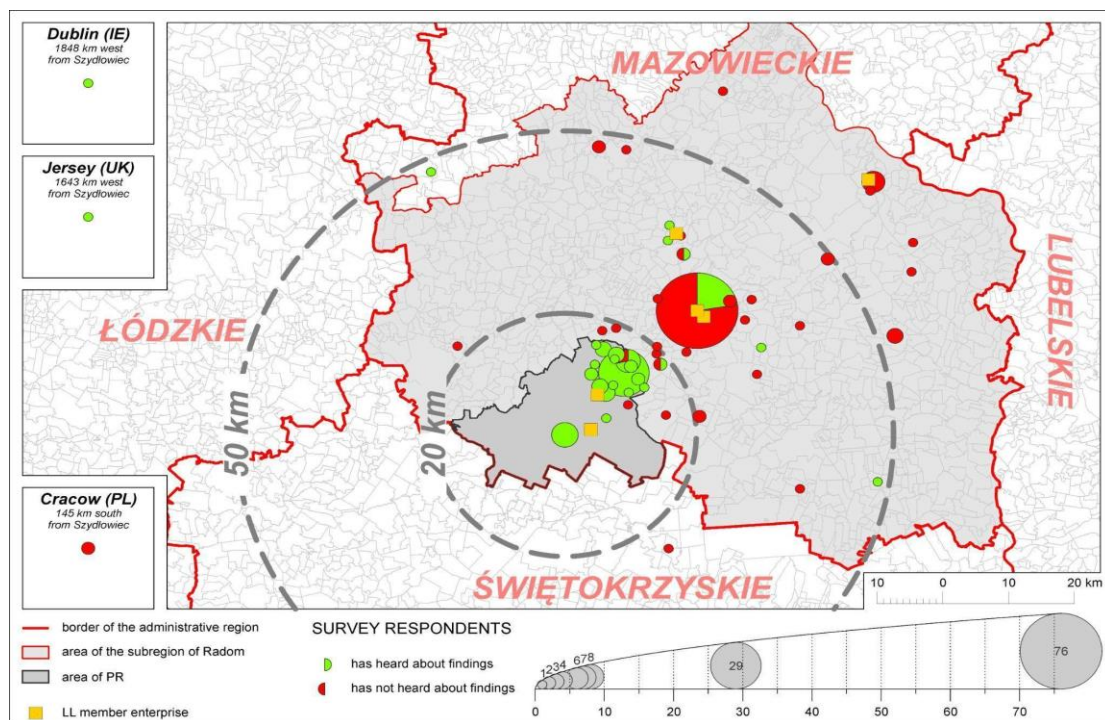 Dublin (IE)
1848 km west
from Szydłowiec
Jersey (UK)
1643 km west
from Szydłowiec
Cracow (PL)
145 km south
from Szydłowiec
MAZOWIECKIE
ŁÓDZKIE
LUBELSKIE
ŚWIĘTOKRZYSKIE
50 km
20 km
10 0 10 20 km
border of the administrative region
area of the subregion of Radom
area of PR
LL member enterprise
SURVEY RESPONDENTS
has heard about findings
has not heard about findings
1 2 3 4 6 7 8
29
76
0 10 20 30 40 50 60 70